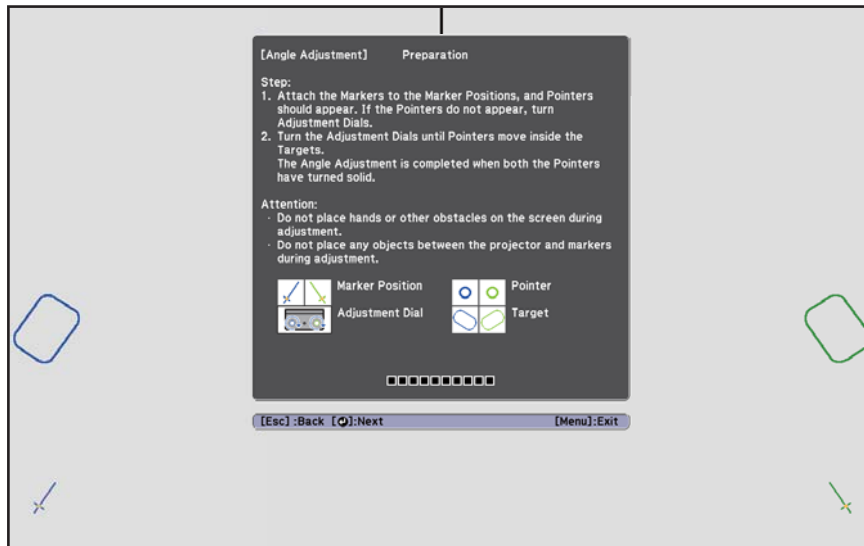 [Angle Adjustment] Preparation
Step:
1. Attach the Markers to the Marker Positions, and Pointers
should appear. If the Pointers do not appear, turn
Adjustment Dials.
2. Turn the Adjustment Dials until Pointers move inside the
Targets.
The Angle Adjustment is completed when both the Pointers
have turned solid.
Attention:
· Do not place hands or other obstacles on the screen during
adjustment.
· Do not place any objects between the projector and markers
during adjustment.
Marker Position Pointer
Adjustment Dial Target
[Esc] :Back [⏎]:Next [Menu]:Exit